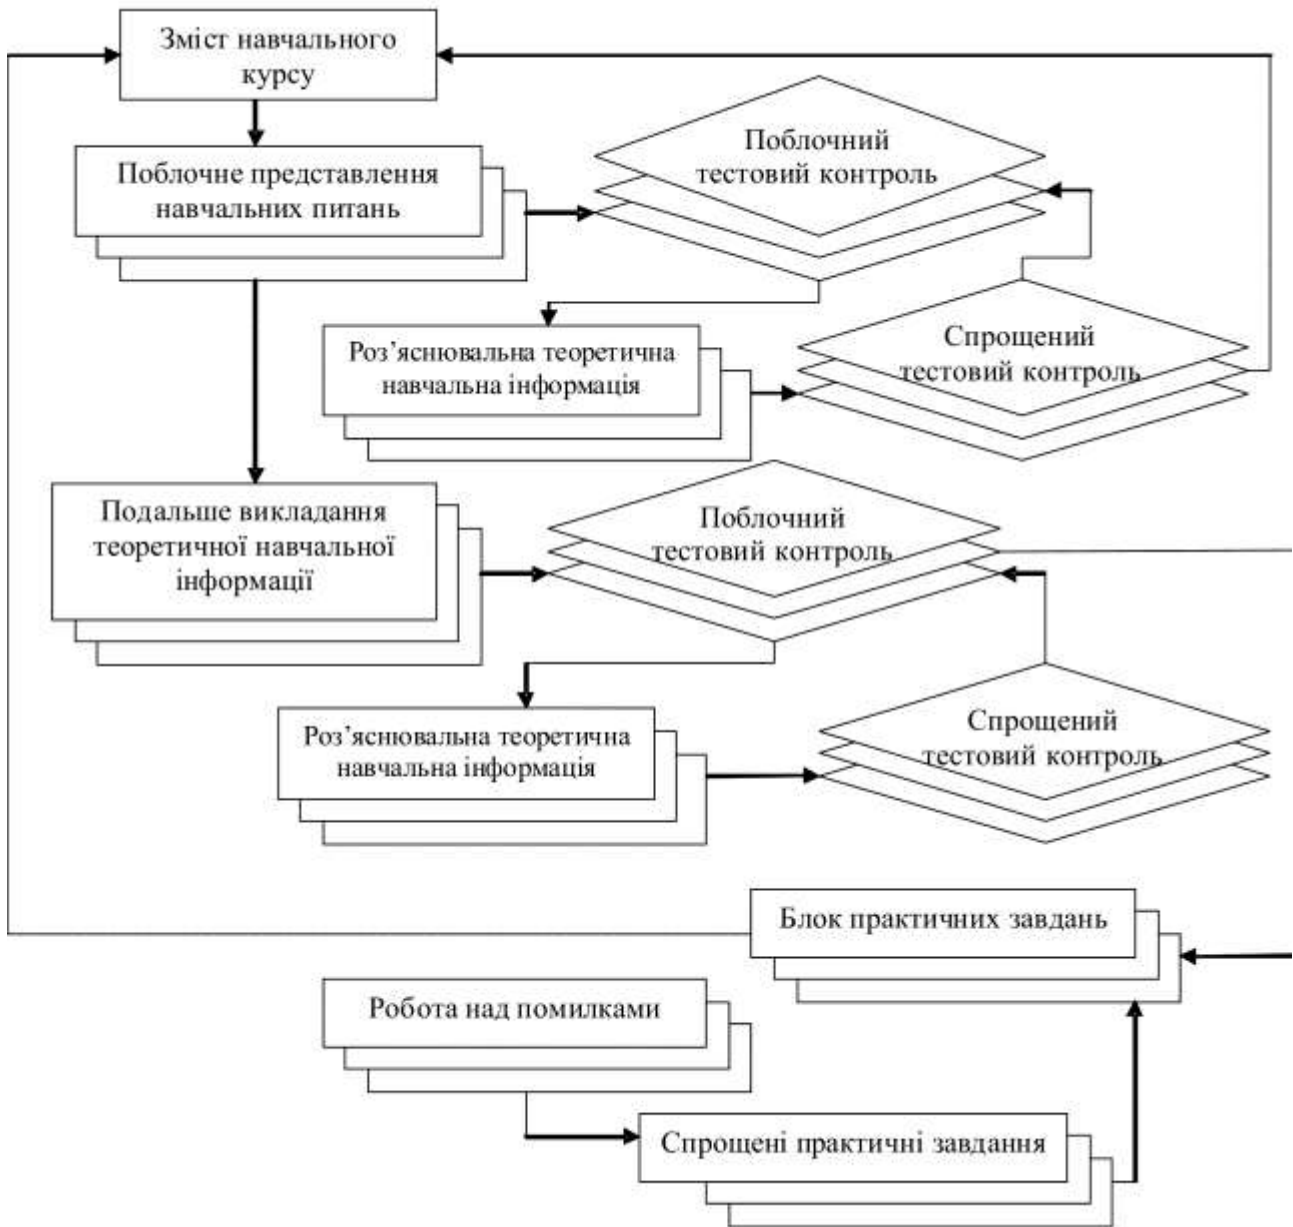 Зміст навчального
курсу
Поблочний
тестовий контроль
Поблочне представлення
навчальних питань
Роз’яснювальна теоретична
навчальна інформація
Спрощений
тестовий контроль
Подальше викладання
теоретичної навчальної
інформації
Поблочний
тестовий контроль
Роз’яснювальна теоретична
навчальна інформація
Спрощений
тестовий контроль
Блок практичних завдань
Робота над помилками
Спрощені практичні завдання